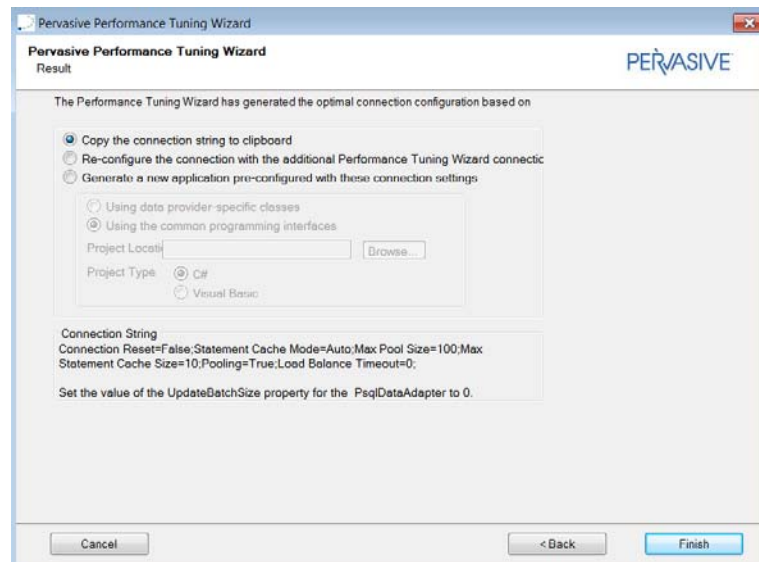 Pervasive Performance Tuning Wizard
Pervasive Performance Tuning Wizard
Result
PERVASIVE
The Performance Tuning Wizard has generated the optimal connection configuration based on
Copy the connection string to clipboard
Re-configure the connection with the additional Performance Tuning Wizard connectic
Generate a new application pre-configured with these connection settings
Using data provider-specific classes
Using the common programming interfaces
Project Locati
Browse...
Project Type
C#
Visual Basic
Connection String
Connection Reset=False;Statement Cache Mode=Auto;Max Pool Size=100;Max
Statement Cache Size=10;Pooling=True;Load Balance Timeout=0;
Set the value of the UpdateBatchSize property for the PsqlDataAdapter to 0.
Cancel
< Back
Finish